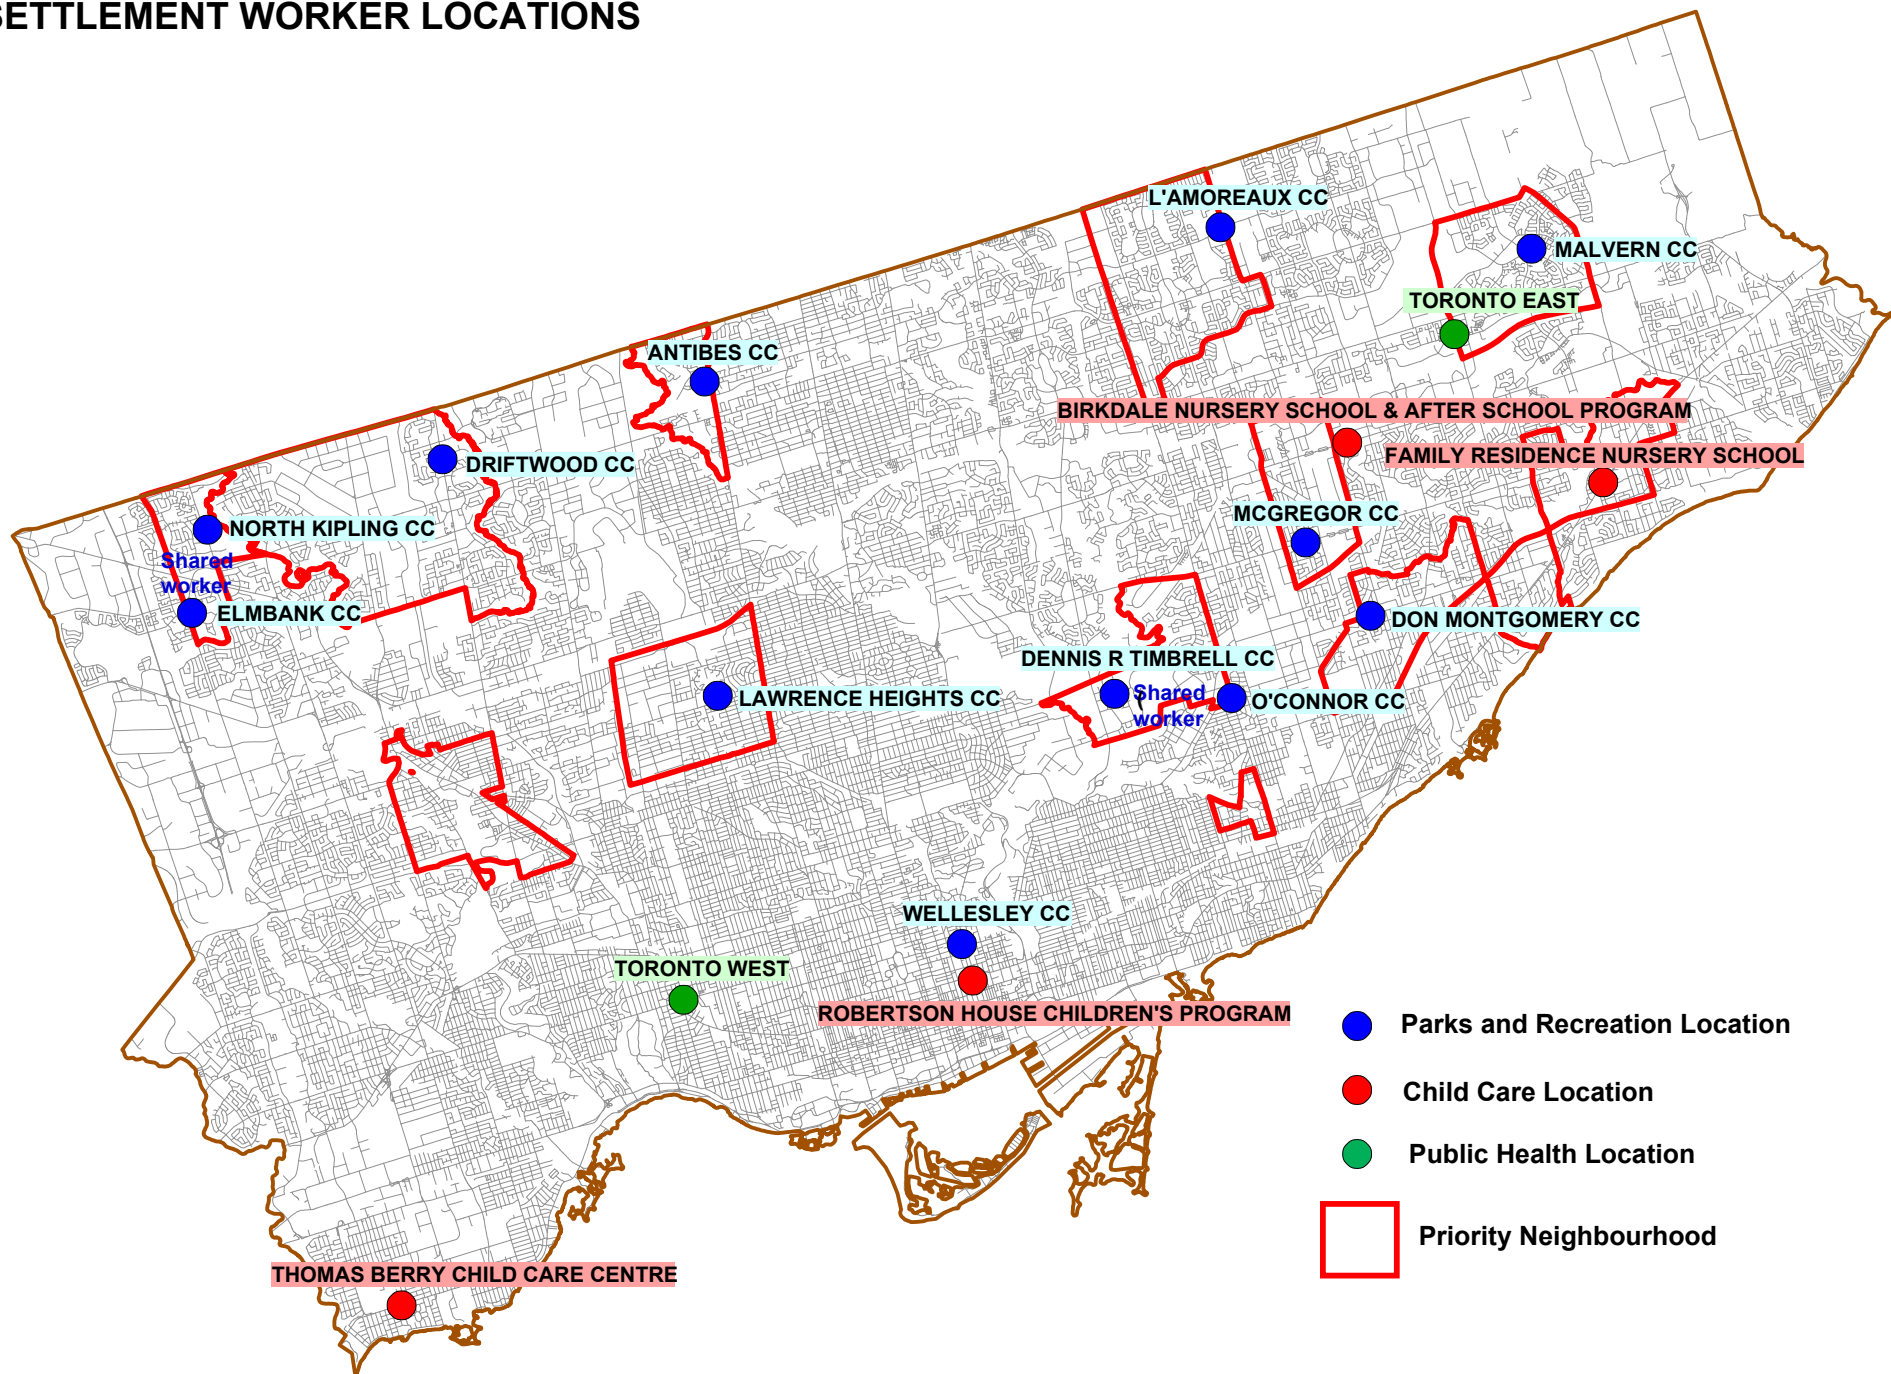 SETTLEMENT WORKER LOCATIONS
L'AMOREAUX CC
MALVERN CC
TORONTO EAST
ANTIBES CC
BIRKDALE NURSERY SCHOOL & AFTER SCHOOL PROGRAM
FAMILY RESIDENCE NURSERY SCHOOL
DRIFTWOOD CC
MCGREGOR CC
NORTH KIPLING CC
Shared
worker
ELMBANK CC
DON MONTGOMERY CC
DENNIS R TIMBRELL CC
Shared
worker
O'CONNOR CC
LAWRENCE HEIGHTS CC
WELLESLEY CC
TORONTO WEST
ROBERTSON HOUSE CHILDREN'S PROGRAM
THOMAS BERRY CHILD CARE CENTRE
Parks and Recreation Location
Child Care Location
Public Health Location
Priority Neighbourhood